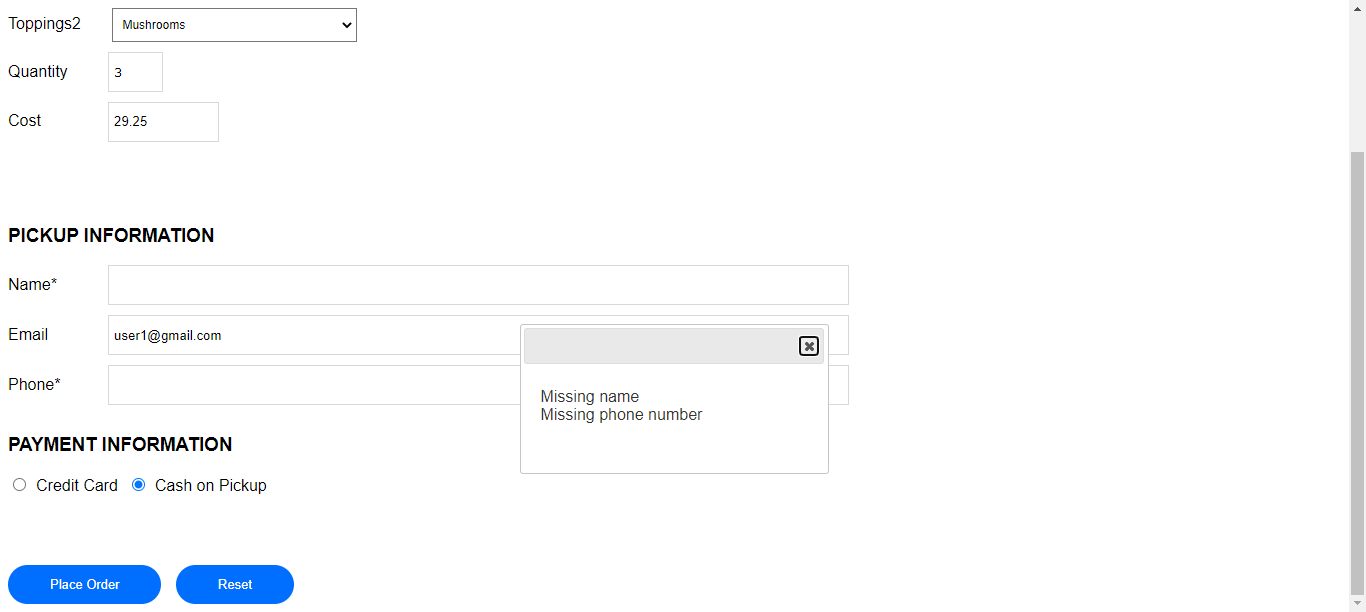 Toppings2 Mushrooms
Quantity 3
Cost 29.25
PICKUP INFORMATION
Name*
Email user1@gmail.com
Phone*
Missing name
Missing phone number
PAYMENT INFORMATION
Credit Card Cash on Pickup
Place Order Reset